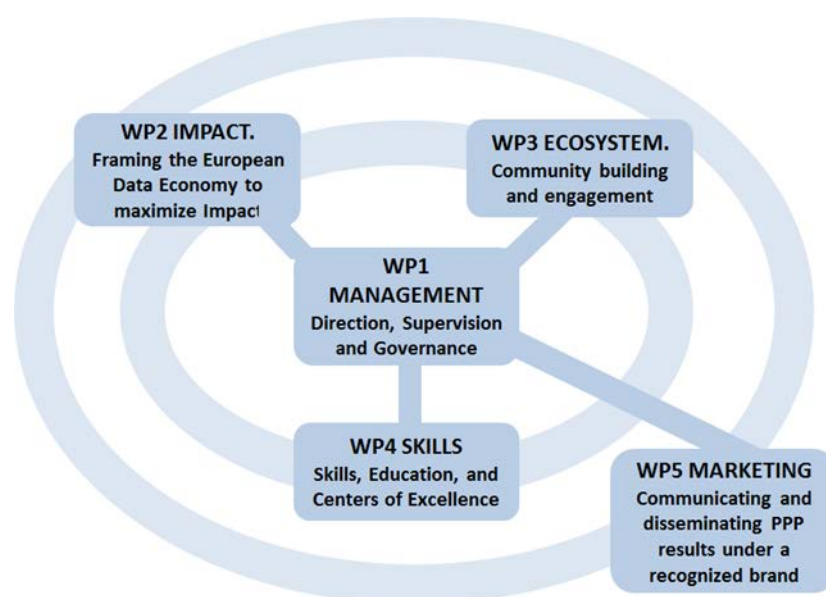 WP2 IMPACT.
Framing the European
Data Economy to
maximize Impact
WP3 ECOSYSTEM.
Community building
and engagement
WP1
MANAGEMENT
Direction, Supervision
and Governance
WP4 SKILLS
Skills, Education, and
Centers of Excellence
WP5 MARKETING
Communicating and
disseminating PPP
results under a
recognized brand